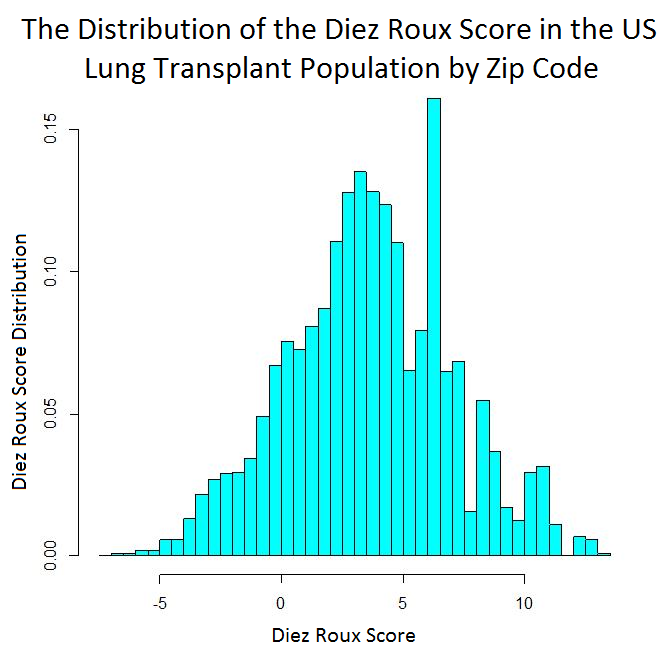 The Distribution of the Diez Roux Score in the US
Lung Transplant Population by Zip Code
0.15
0.10
0.05
0.00
Diez Roux Score Distribution
-5
0
5
10
Diez Roux Score